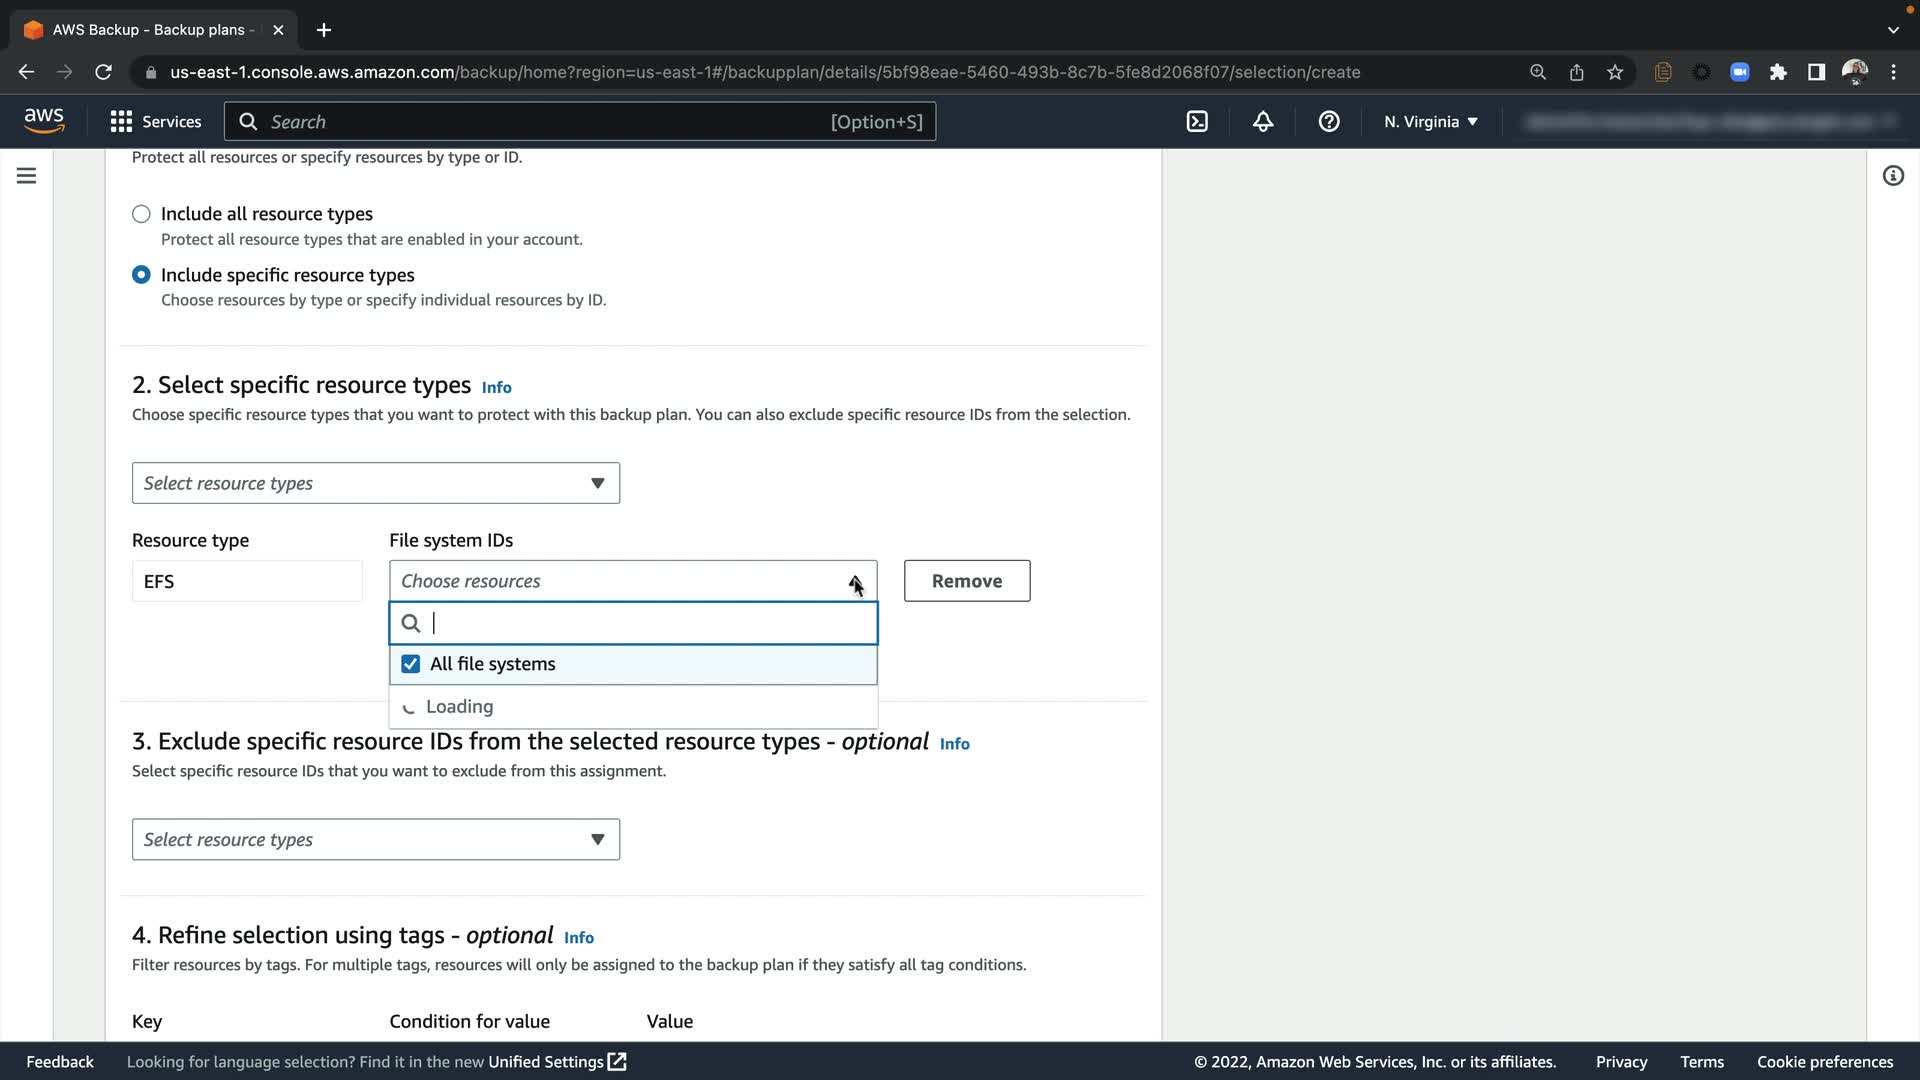 AWS Backup - Backup plans -
us-east-1.console.aws.amazon.com/backup/home?region=us-east-1#/backupplan/details/5bf98eae-5460-493b-8c7b-5fe8d2068f07/selection/create
aws
Services
Search
[Option+S]
N. Virginia
Protect all resources or specify resources by type or ID.
Include all resource types
Protect all resource types that are enabled in your account.
Include specific resource types
Choose resources by type or specify individual resources by ID.
2. Select specific resource types Info
Choose specific resource types that you want to protect with this backup plan. You can also exclude specific resource IDs from the selection.
Select resource types
Resource type
File system IDs
EFS
Choose resources
Remove
All file systems
Loading
3. Exclude specific resource IDs from the selected resource types - optional Info
Select specific resource IDs that you want to exclude from this assignment.
Select resource types
4. Refine selection using tags - optional Info
Filter resources by tags. For multiple tags, resources will only be assigned to the backup plan if they satisfy all tag conditions.
Key
Condition for value
Value
Feedback
Looking for language selection? Find it in the new Unified Settings
© 2022, Amazon Web Services, Inc. or its affiliates.
Privacy
Terms
Cookie preferences